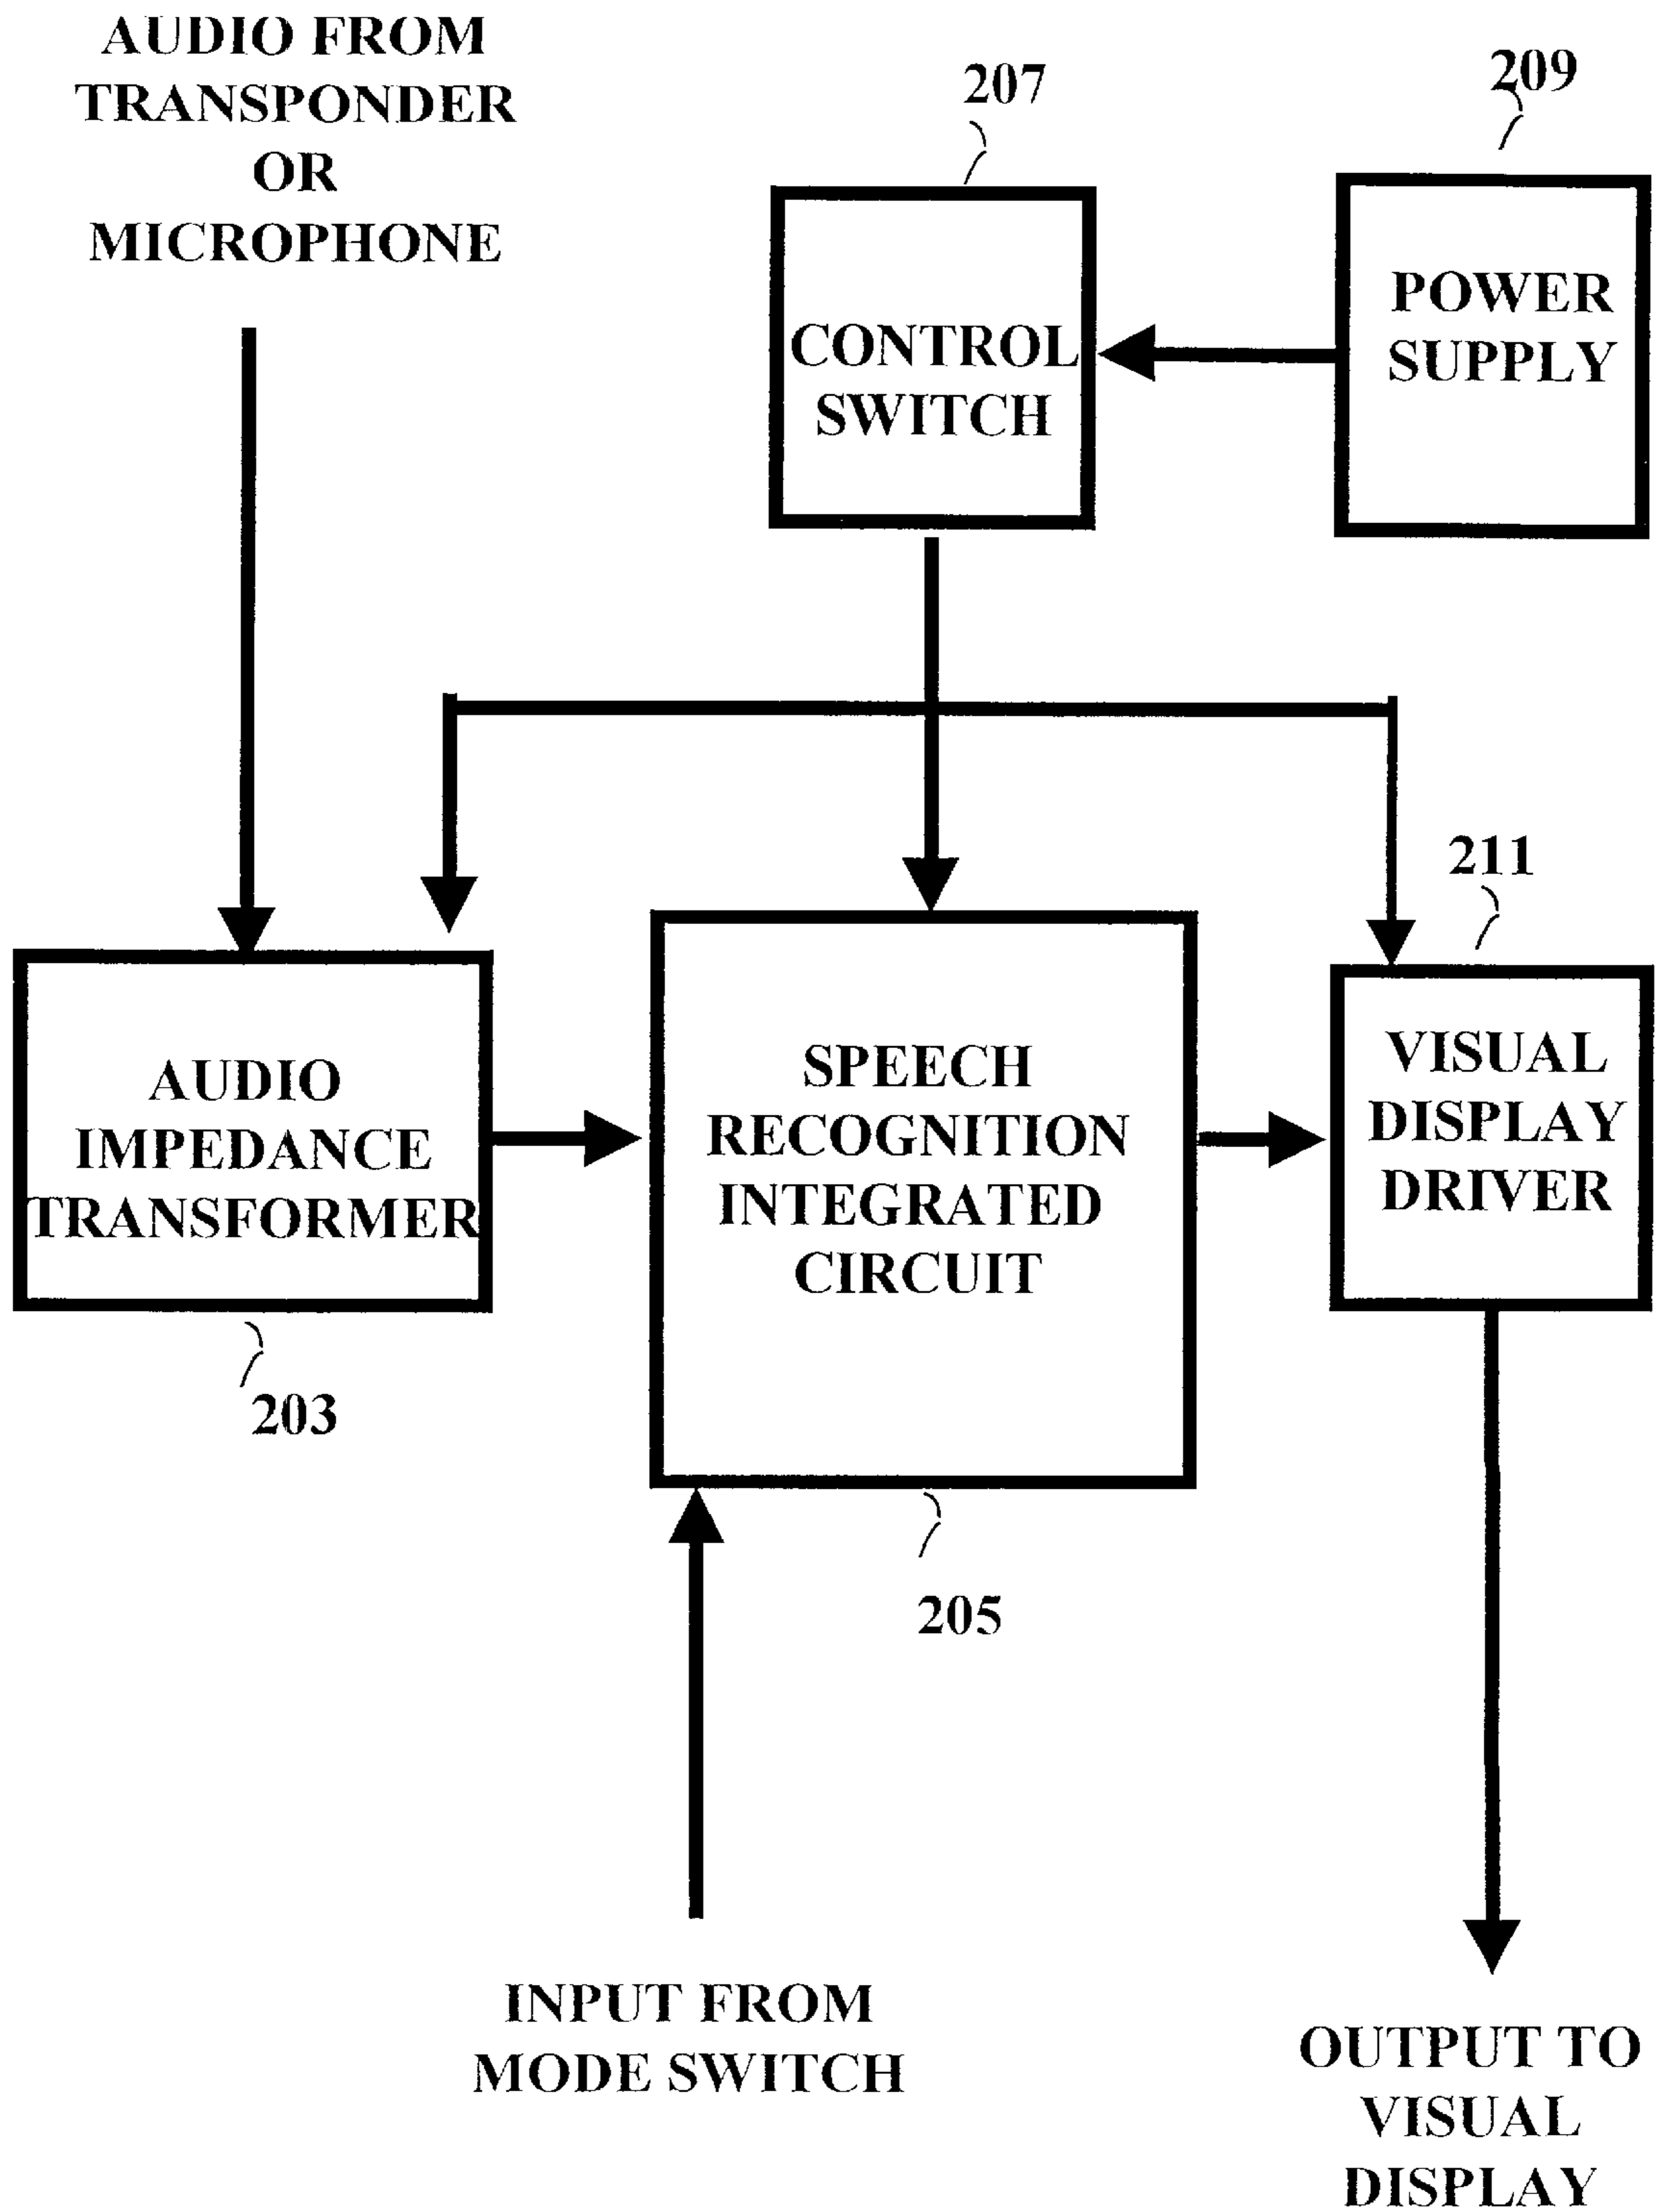 AUDIO FROM
TRANSPONDER
OR
MICROPHONE
207
209
CONTROL
SWITCH
POWER
SUPPLY
211
AUDIO
IMPEDANCE
TRANSFORMER
SPEECH
RECOGNITION
INTEGRATED
CIRCUIT
VISUAL
DISPLAY
DRIVER
203
205
INPUT FROM
MODE SWITCH
OUTPUT TO
VISUAL
DISPLAY